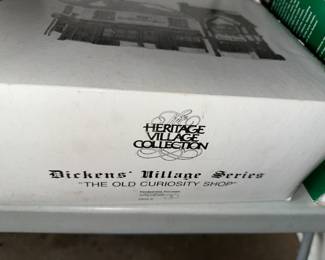 The
HERITAGE
VILLAGE
COLLECTION
Dickens' Village Series
"THE OLD CURIOSITY SHOP"